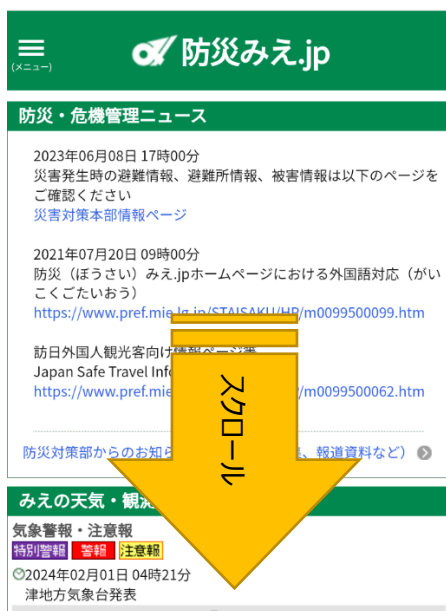 (メニュー)
防災みえ.jp
防災・危機管理ニュース
2023年06月08日 17時00分
災害発生時の避難情報、避難所情報、被害情報は以下のページを
ご確認ください
災害対策本部情報ページ
2021年07月20日 09時00分
防災（ぼうさい）みえ.jpホームページにおける外国語対応（がい
こくごたいおう）
https://www.pref.mie.lg.jp/STAISAKU/HP/m0099500099.htm
訪日外国人観光客向け情報ページ等
Japan Safe Travel
https://www.pref.mie /m0099500062.htm
スクロール
防災対策部からのお知ら 、報道資料など）
みえの天気・観
気象警報・注意報
特別警報 警報 注意報
2024年02月01日 04時21分
津地方気象台発表